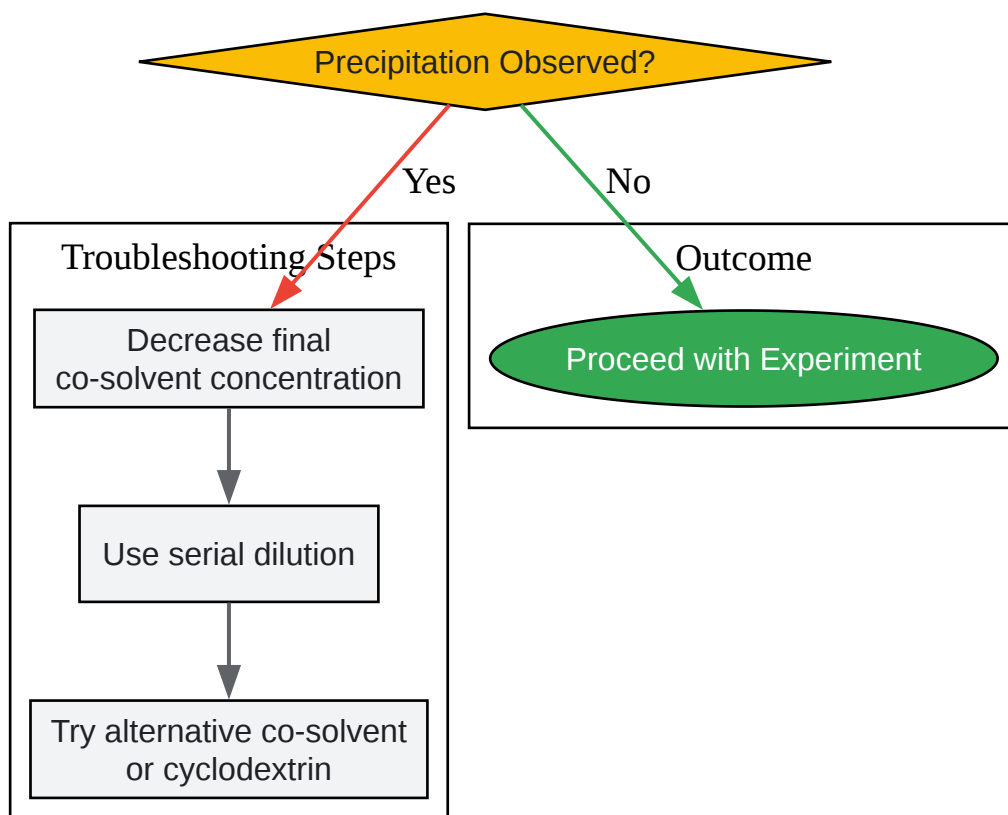 Precipitation Observed?
Yes
No
Troubleshooting Steps
Outcome
Decrease final
co-solvent concentration
Proceed with Experiment
Use serial dilution
Try alternative co-solvent
or cyclodextrin